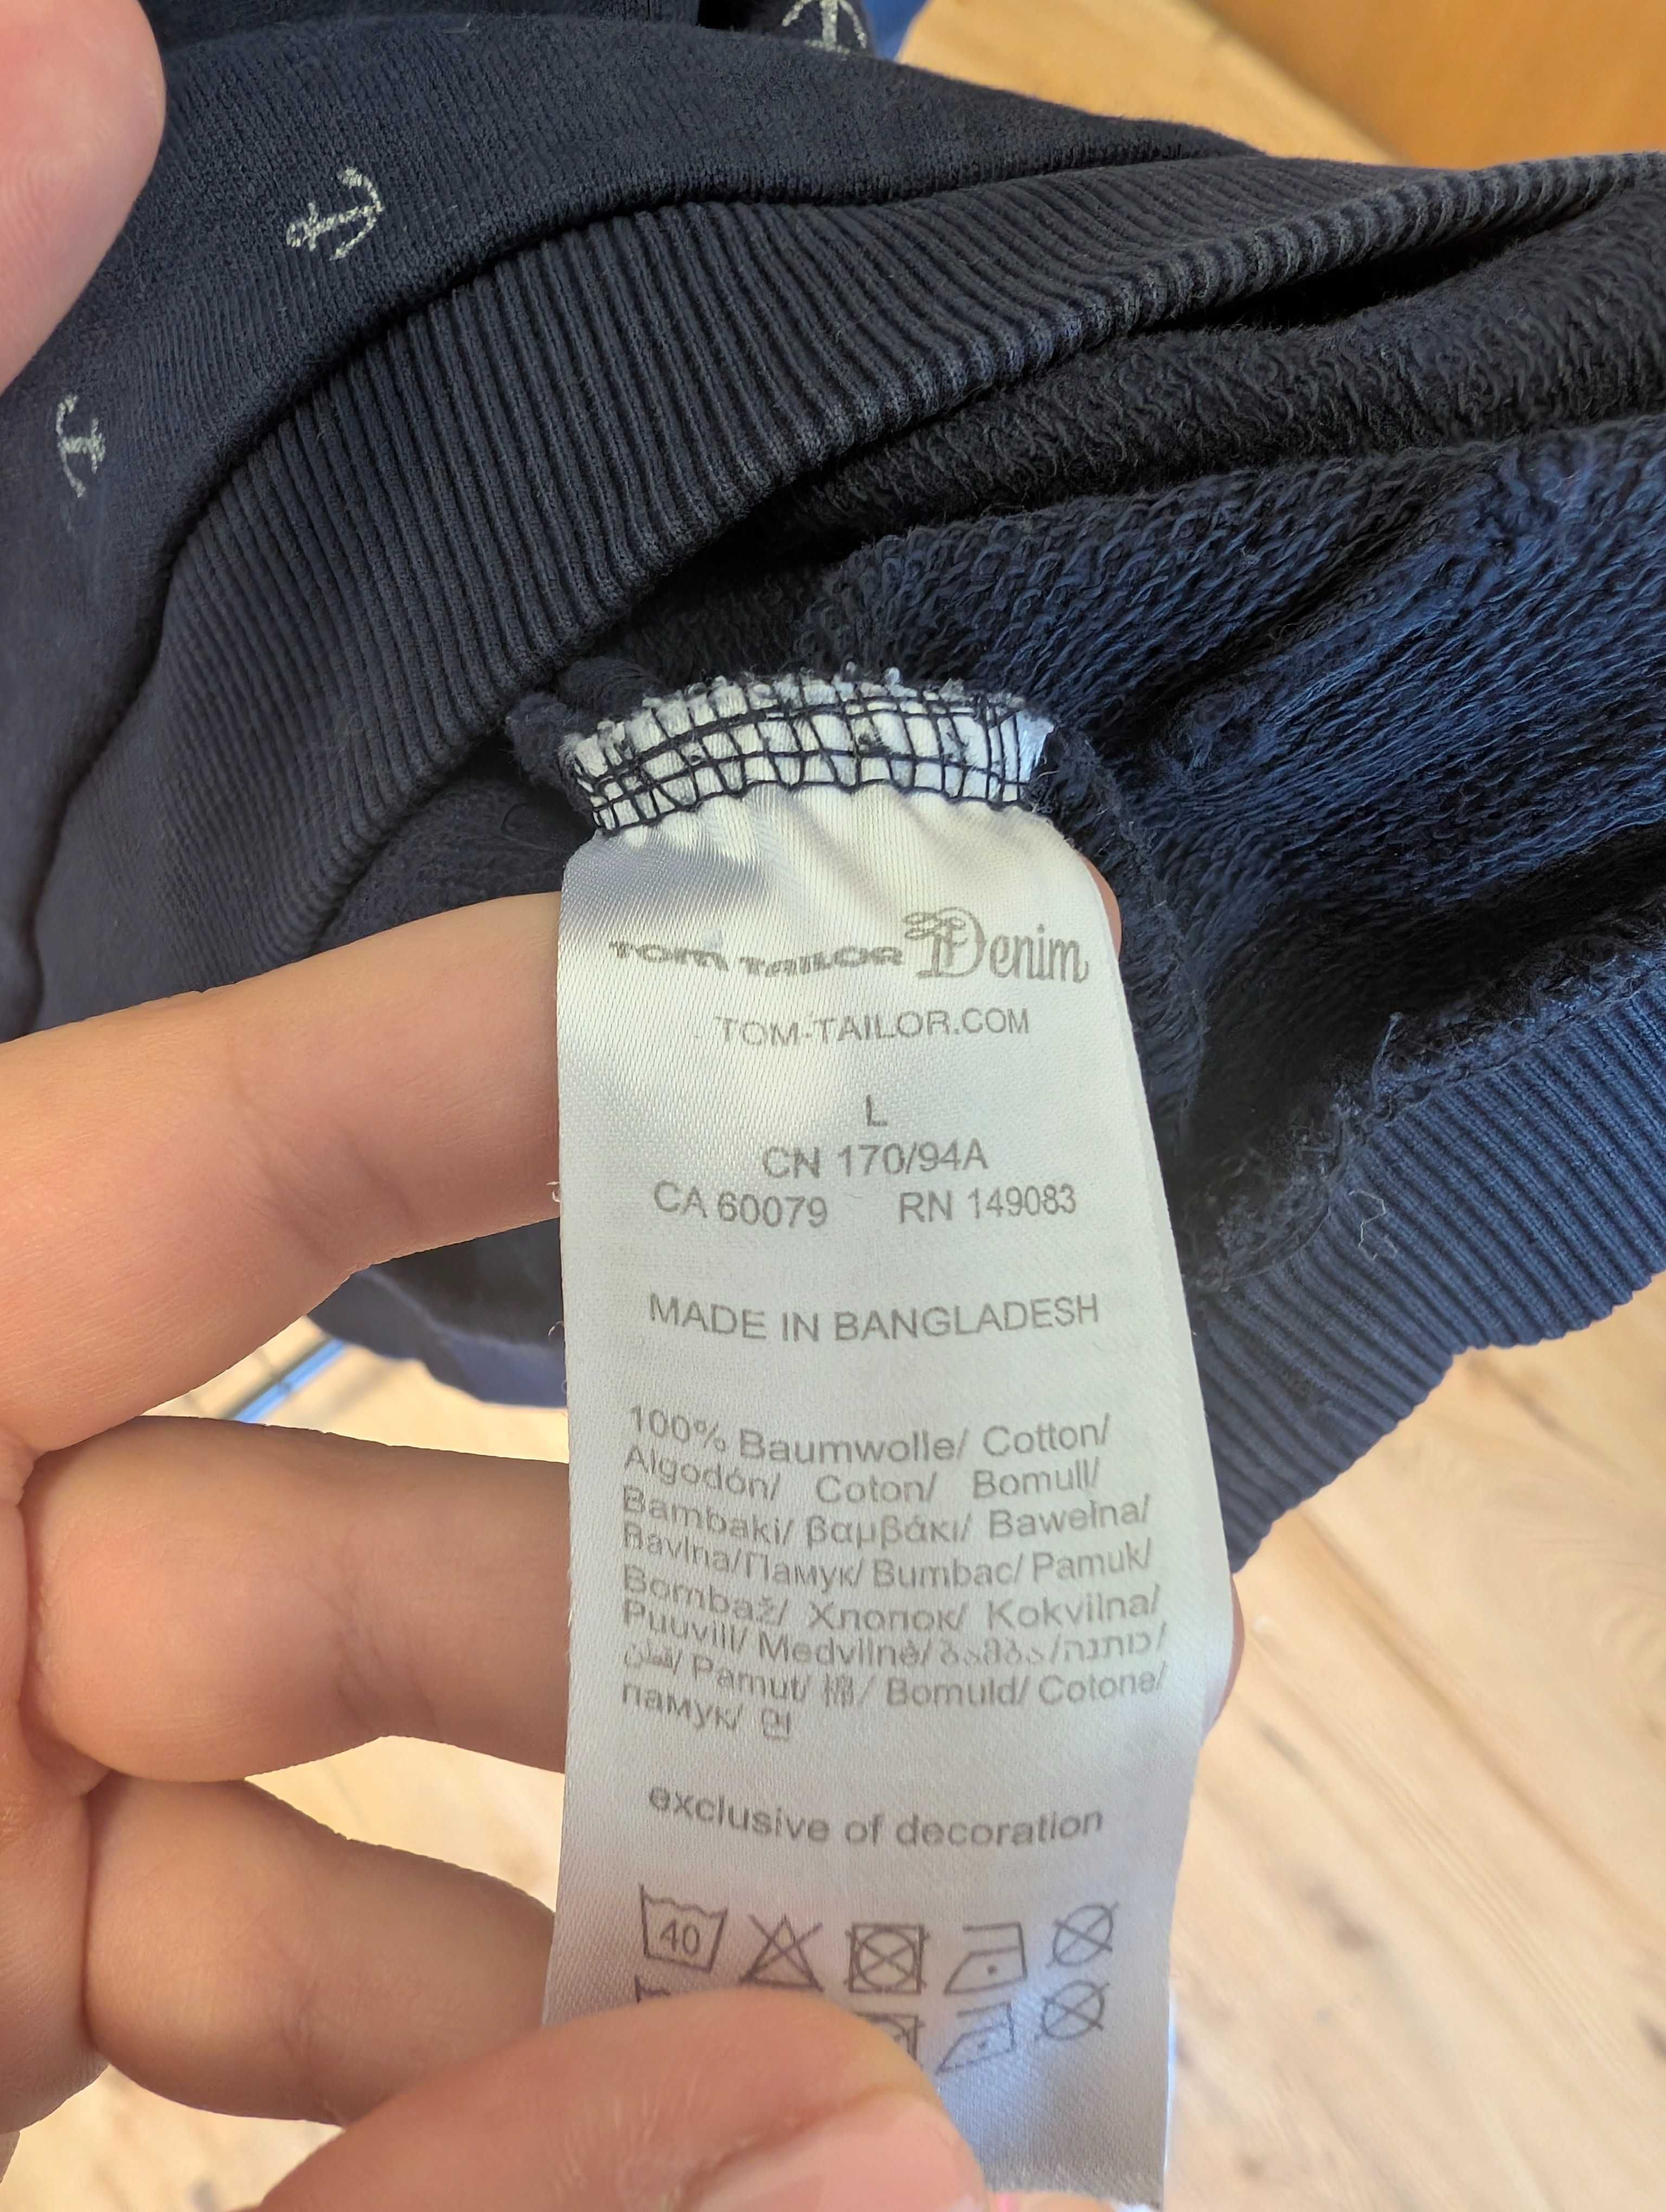 TOM TAILOR Denim
TOM-TAILOR.COM
L
CN 170/94A
CA 60079 RN 149083
MADE IN BANGLADESH
100% Baumwolle/ Cotton/
Algodón/ Coton/ Bomull/
Bambaki/ βαμβάκι/ Bawełna/
Bavlna/Памук/ Bumbac/ Pamuk/
Bombaž/ Хлопок/ Kokvilna/
Puuvill/ Medvilnė/ ბამბა/כותנה/
قطن/ Pamut/ 棉/ Bomuld/ Cotone/
памук/ 면
exclusive of decoration
40